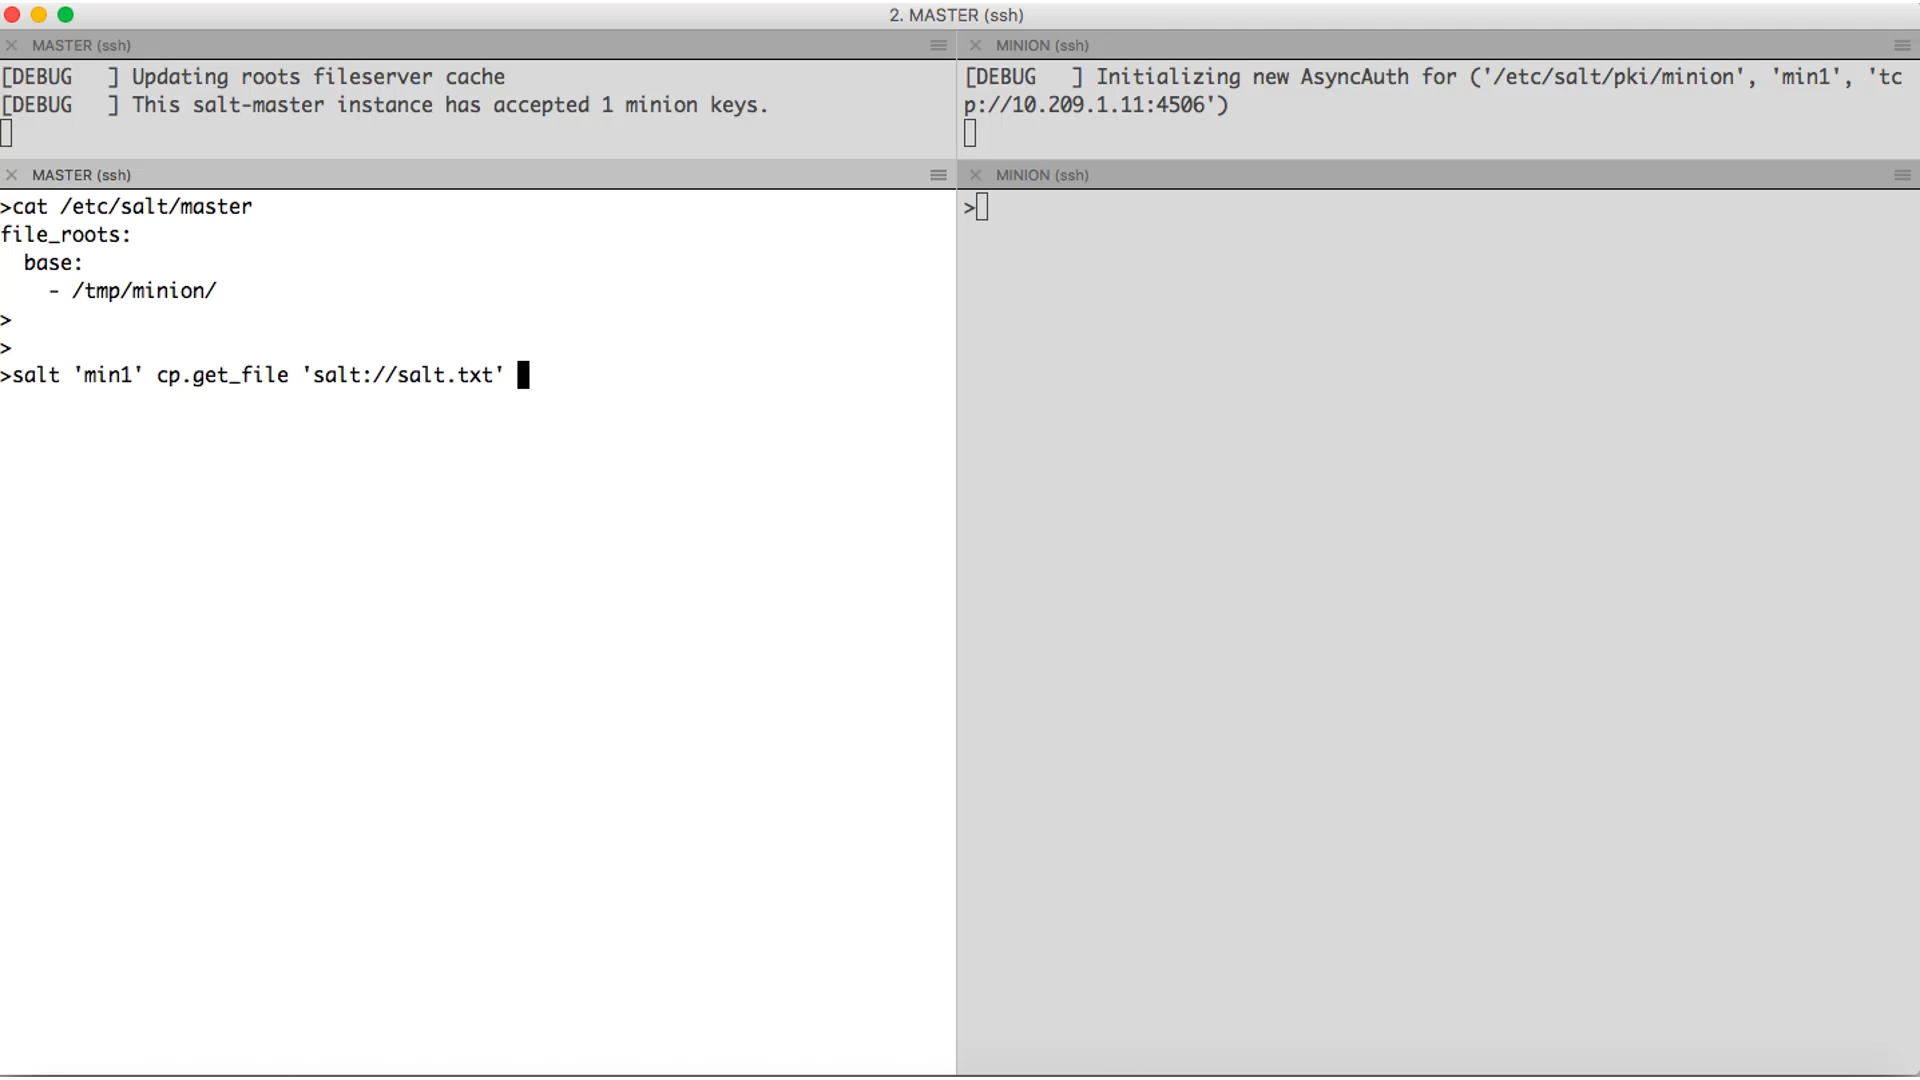 2. MASTER (ssh)
MASTER (ssh)
[DEBUG   ] Updating roots fileserver cache
[DEBUG   ] This salt-master instance has accepted 1 minion keys.
MINION (ssh)
[DEBUG   ] Initializing new AsyncAuth for ('/etc/salt/pki/minion', 'min1', 'tc
p://10.209.1.11:4506')
MASTER (ssh)
>cat /etc/salt/master
file_roots:
  base:
    - /tmp/minion/
>
>
>salt 'min1' cp.get_file 'salt://salt.txt'
MINION (ssh)
>